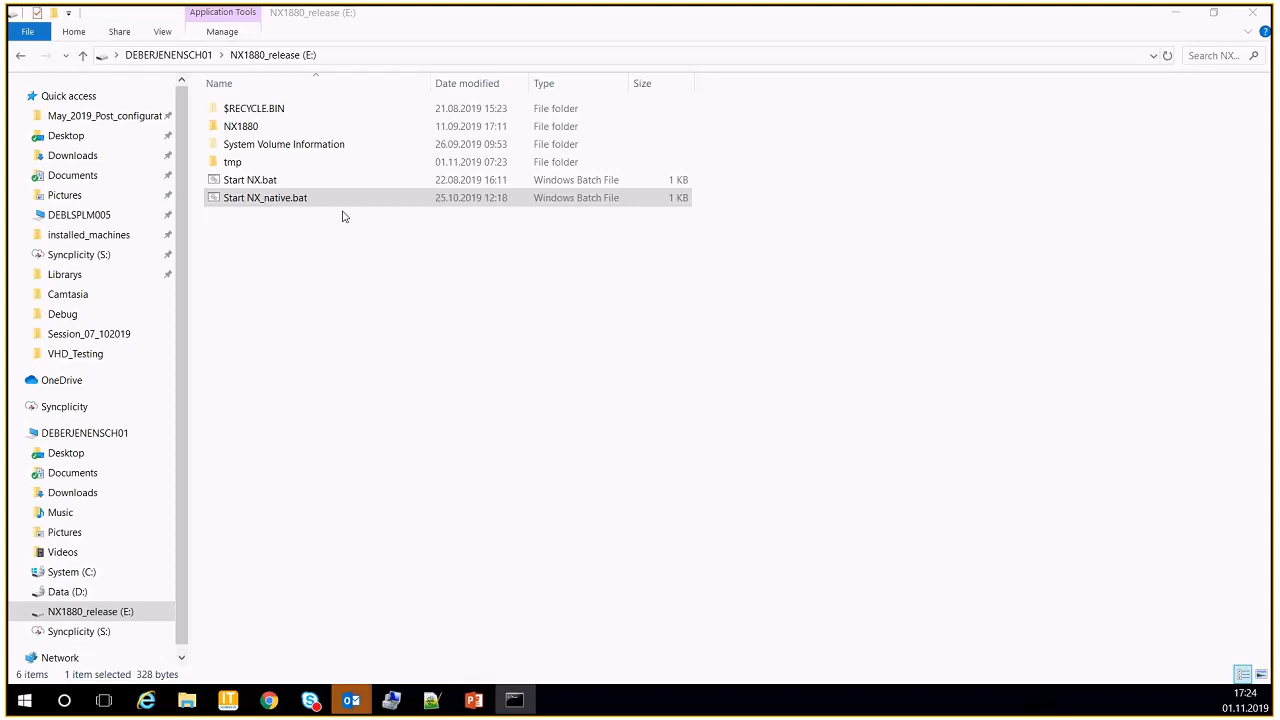 Application Tools NX1880_release (E:)
File Home Share View Manage
DEBERJENENSCH01 NX1880_release (E:) Search NX...
Name Date modified Type Size
$RECYCLE.BIN 21.08.2019 15:23 File folder
NX1880 11.09.2019 17:11 File folder
System Volume Information 26.09.2019 09:53 File folder
tmp 01.11.2019 07:23 File folder
Start NX.bat 22.08.2019 16:11 Windows Batch File 1 KB
Start NX_native.bat 25.10.2019 12:18 Windows Batch File 1 KB
Quick access
May_2019_Post_configurat
Desktop
Downloads
Documents
Pictures
DEBLSPLM005
installed_machines
Syncplicity (S:)
Librarys
Camtasia
Debug
Session_07_102019
VHD_Testing
OneDrive
Syncplicity
DEBERJENENSCH01
Desktop
Documents
Downloads
Music
Pictures
Videos
System (C:)
Data (D:)
NX1880_release (E:)
Syncplicity (S:)
Network
6 items 1 item selected 328 bytes
17:24
01.11.2019